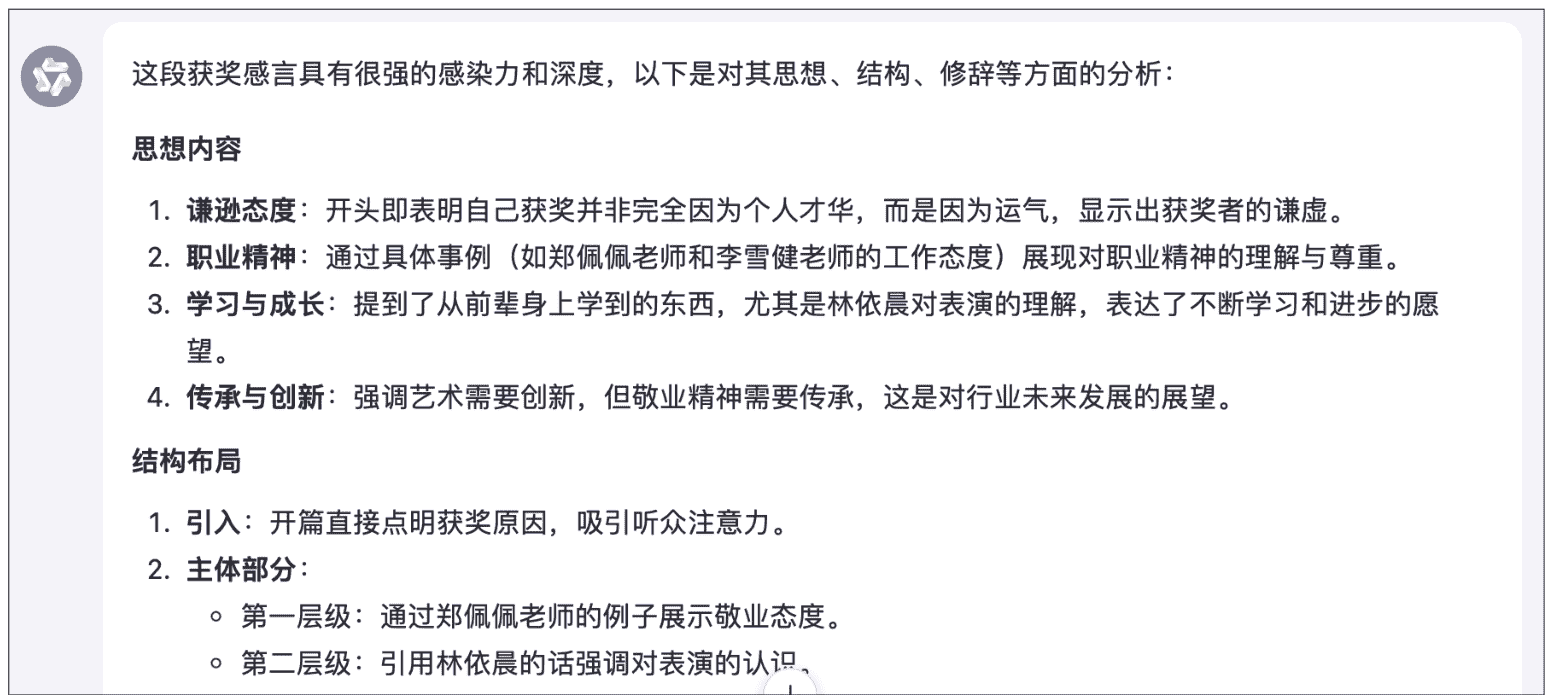 这段获奖感言具有很强的感染力和深度，以下是对其思想、结构、修辞等方面的分析：
思想内容
1. 谦逊态度：开头即表明自己获奖并非完全因为个人才华，而是因为运气，显示出获奖者的谦虚。
2. 职业精神：通过具体事例（如郑佩佩老师和李雪健老师的工作态度）展现对职业精神的理解与尊重。
3. 学习与成长：提到了从前辈身上学到的东西，尤其是林依晨对表演的理解，表达了不断学习和进步的愿
望。
4. 传承与创新：强调艺术需要创新，但敬业精神需要传承，这是对行业未来发展的展望。
结构布局
1. 引入：开篇直接点明获奖原因，吸引听众注意力。
2. 主体部分：
◦ 第一层级：通过郑佩佩老师的例子展示敬业态度。
◦ 第二层级：引用林依晨的话强调对表演的认识。